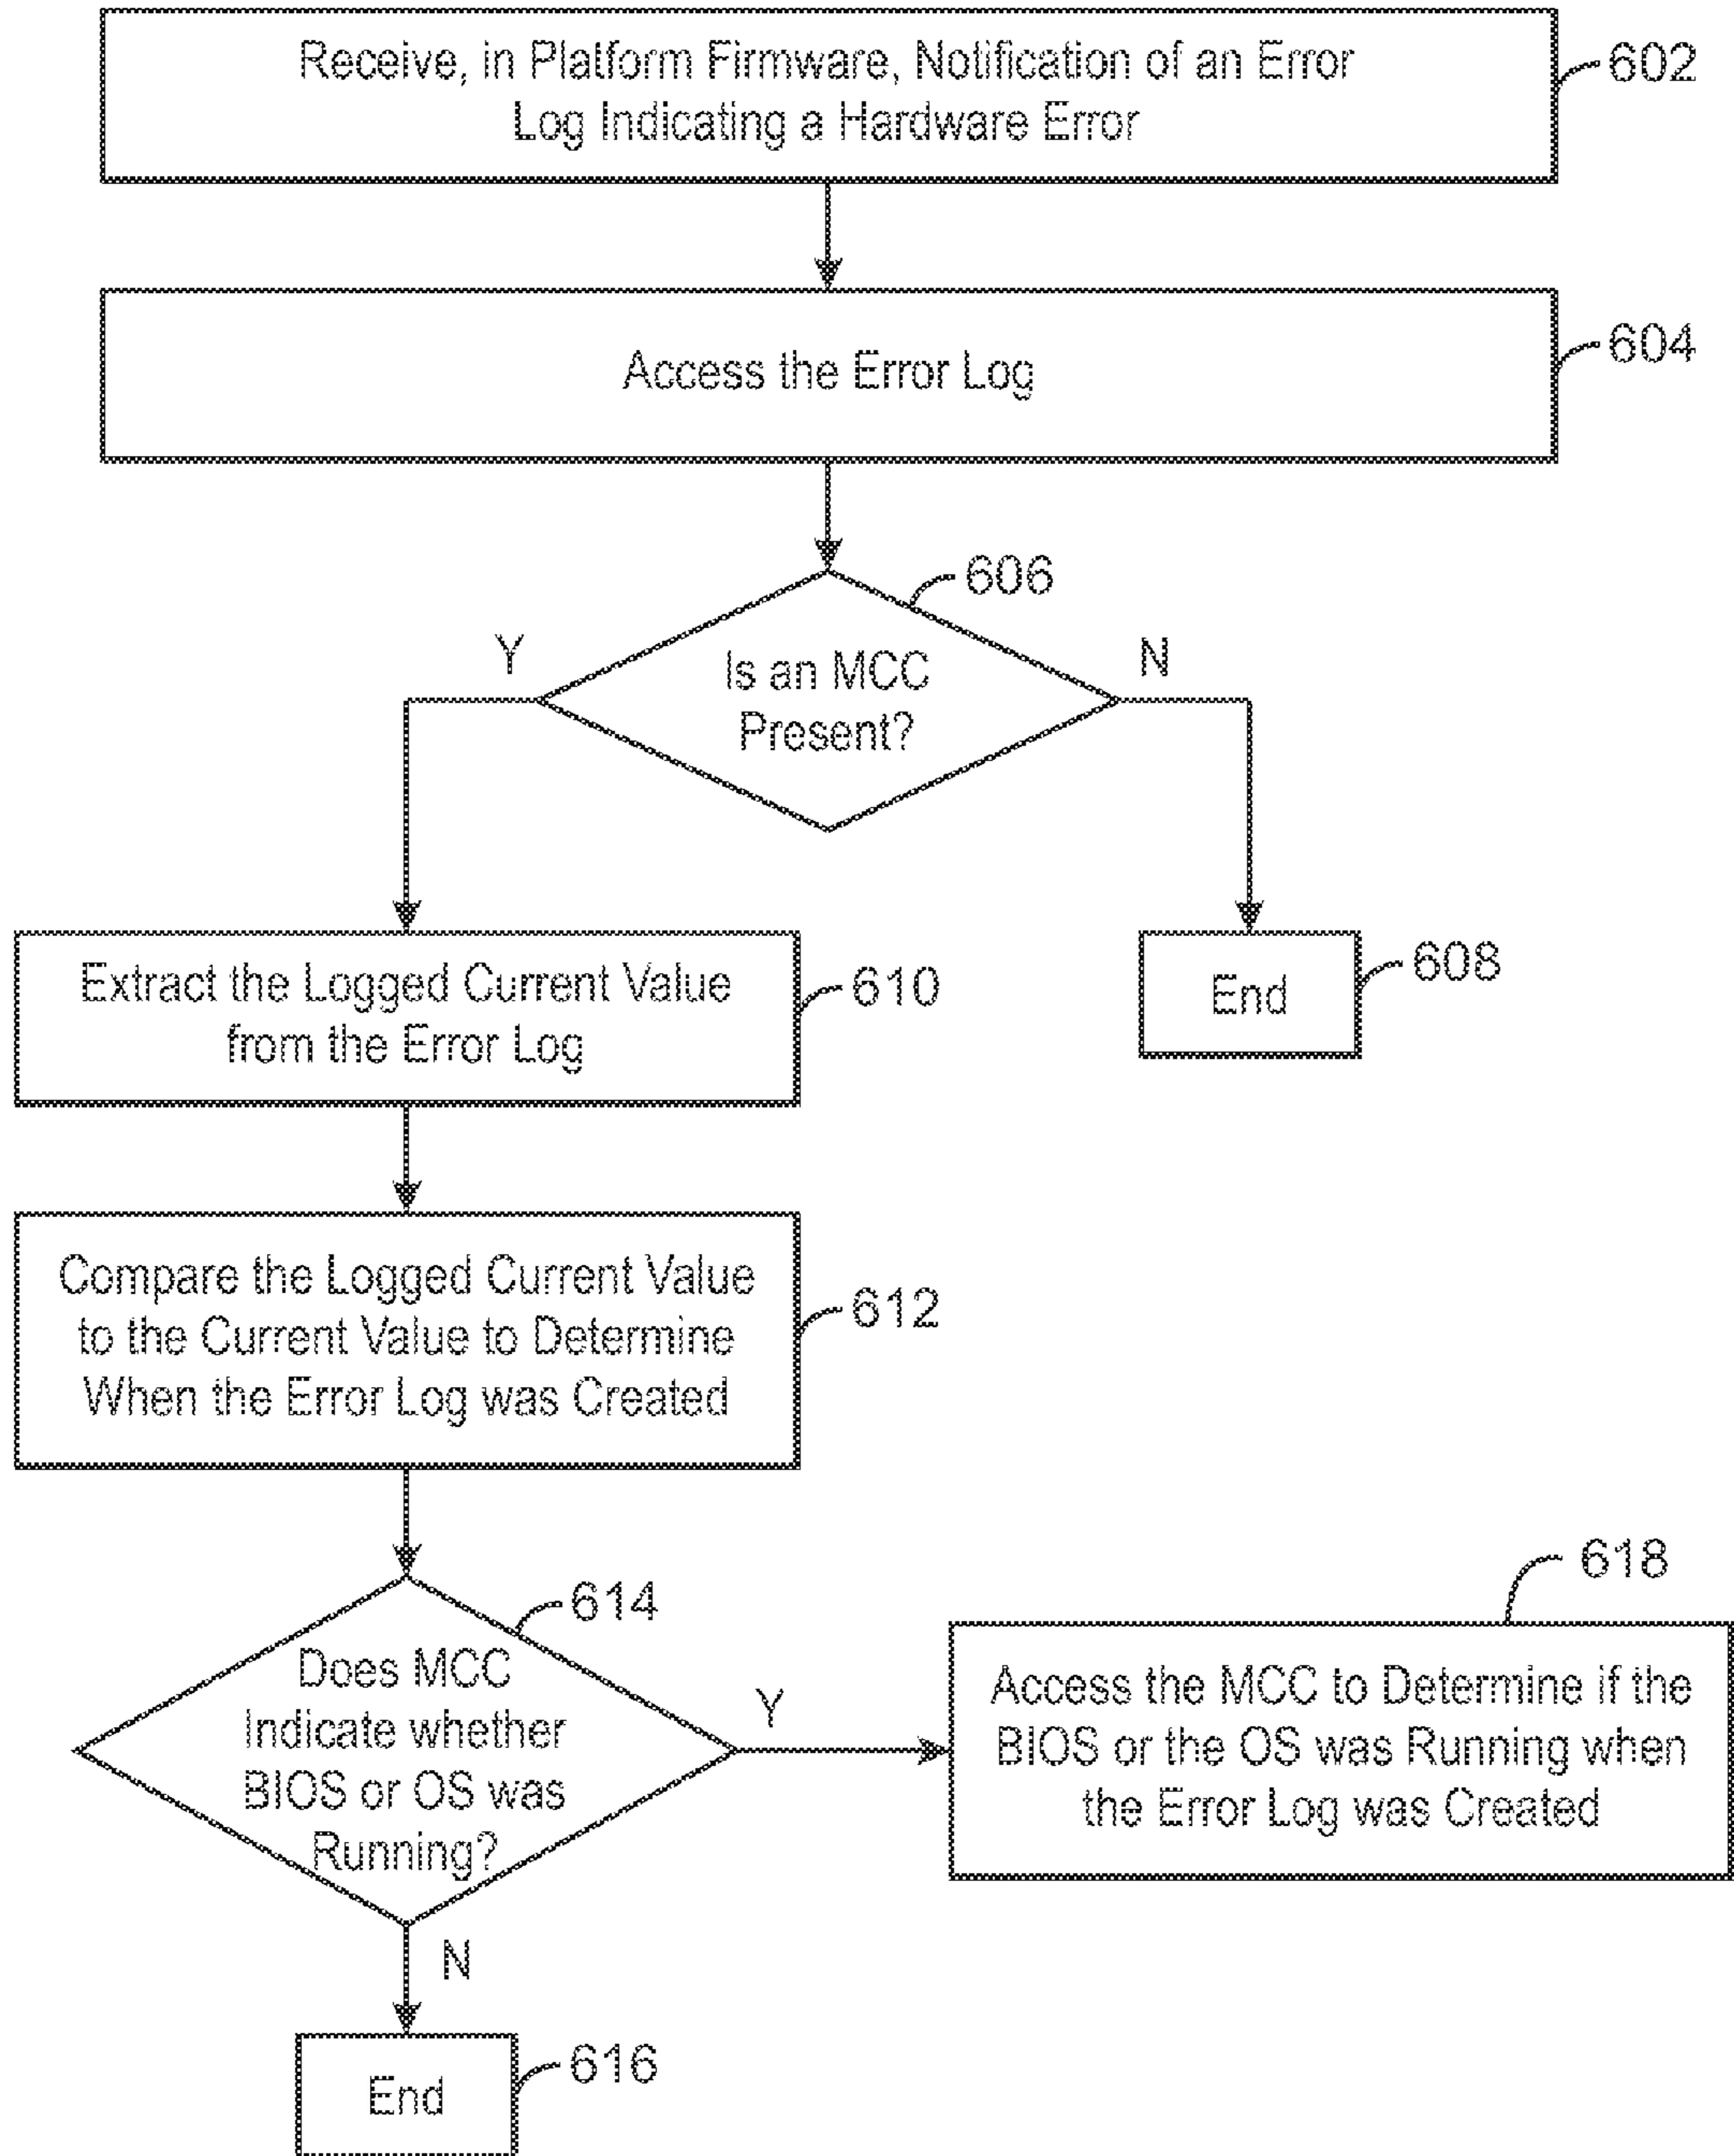 Receive, in Platform Firmware, Notification of an Error
Log Indicating a Hardware Error
602
Access the Error Log
604
606
Is an MCC
Present?
Y
N
Extract the Logged Current Value
from the Error Log
610
End
608
Compare the Logged Current Value
to the Current Value to Determine
When the Error Log was Created
612
614
Does MCC
Indicate whether
BIOS or OS was
Running?
Y
618
Access the MCC to Determine if the
BIOS or the OS was Running when
the Error Log was Created
N
End
616